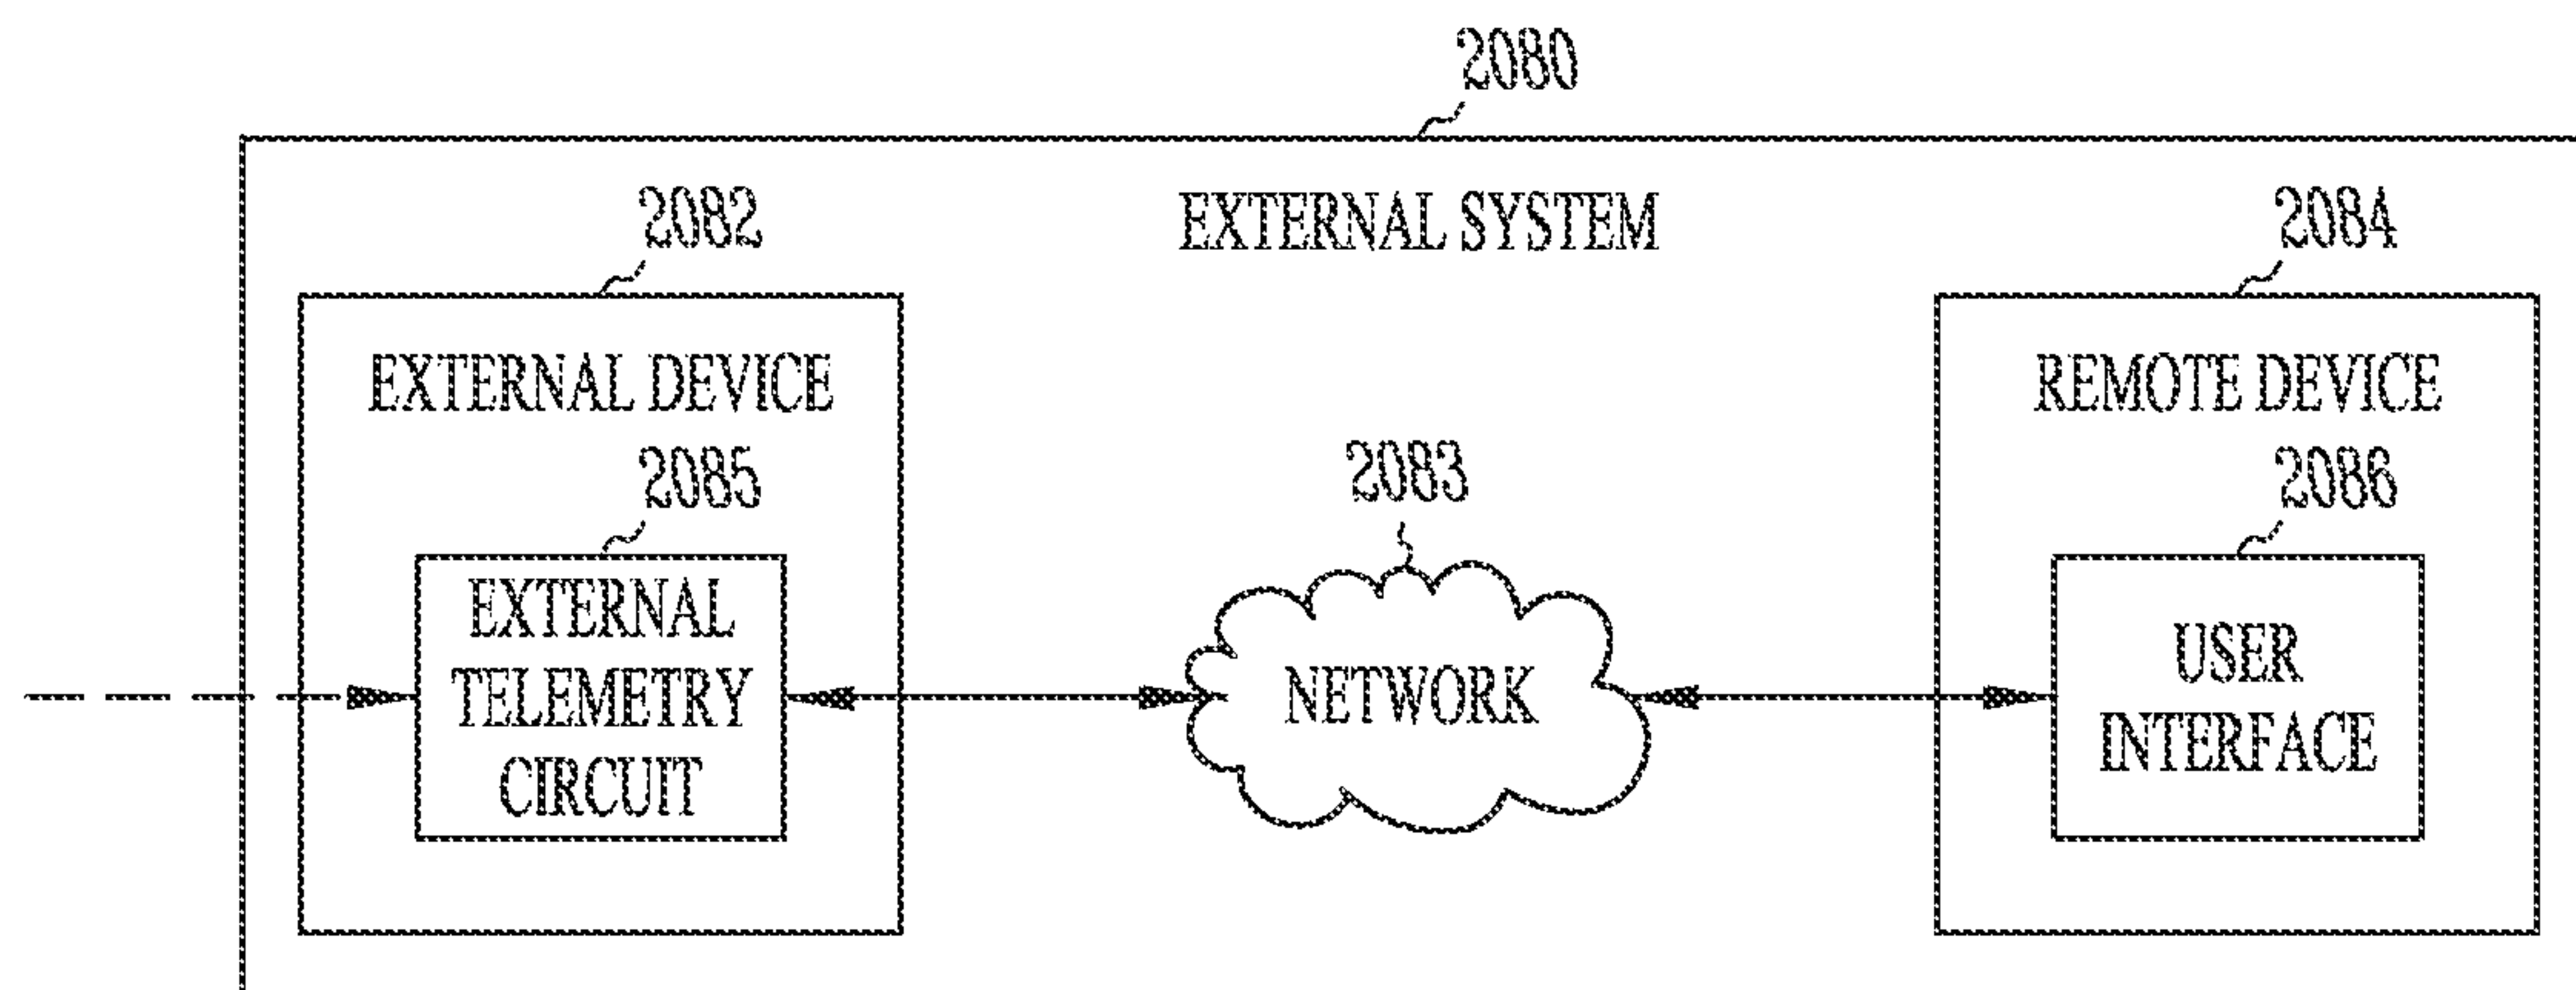 2080
EXTERNAL SYSTEM
2082
EXTERNAL DEVICE
2085
EXTERNAL
TELEMETRY
CIRCUIT
2083
NETWORK
2084
REMOTE DEVICE
2086
USER
INTERFACE